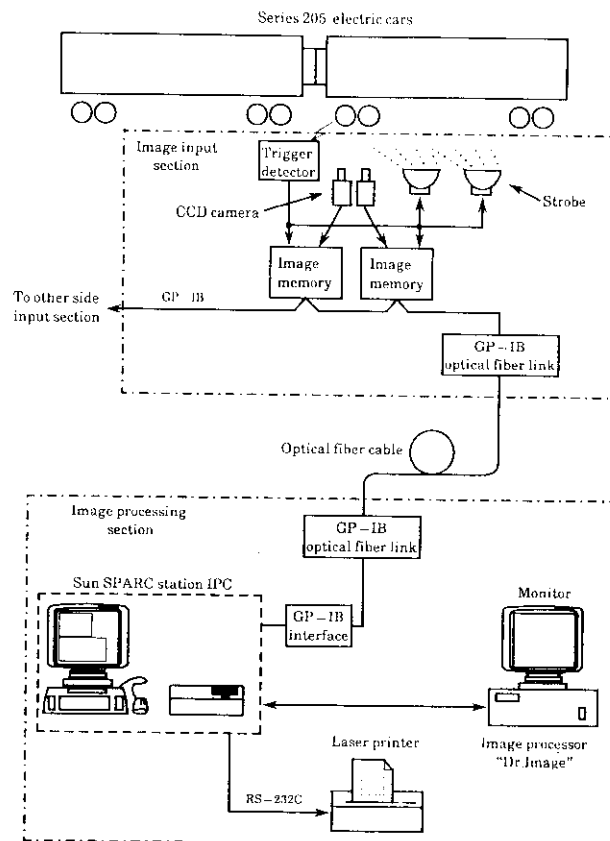 Series 205 electric cars
Image input
section
Trigger
detector
CCD camera
Strobe
Image
memory
Image
memory
To other side
input section
GP-IB
GP-IB
optical fiber link
Optical fiber cable
Image processing
section
GP-IB
optical fiber link
Sun SPARC station IPC
GP-IB
interface
Monitor
Image processor
"Dr.Image"
Laser printer
RS-232C